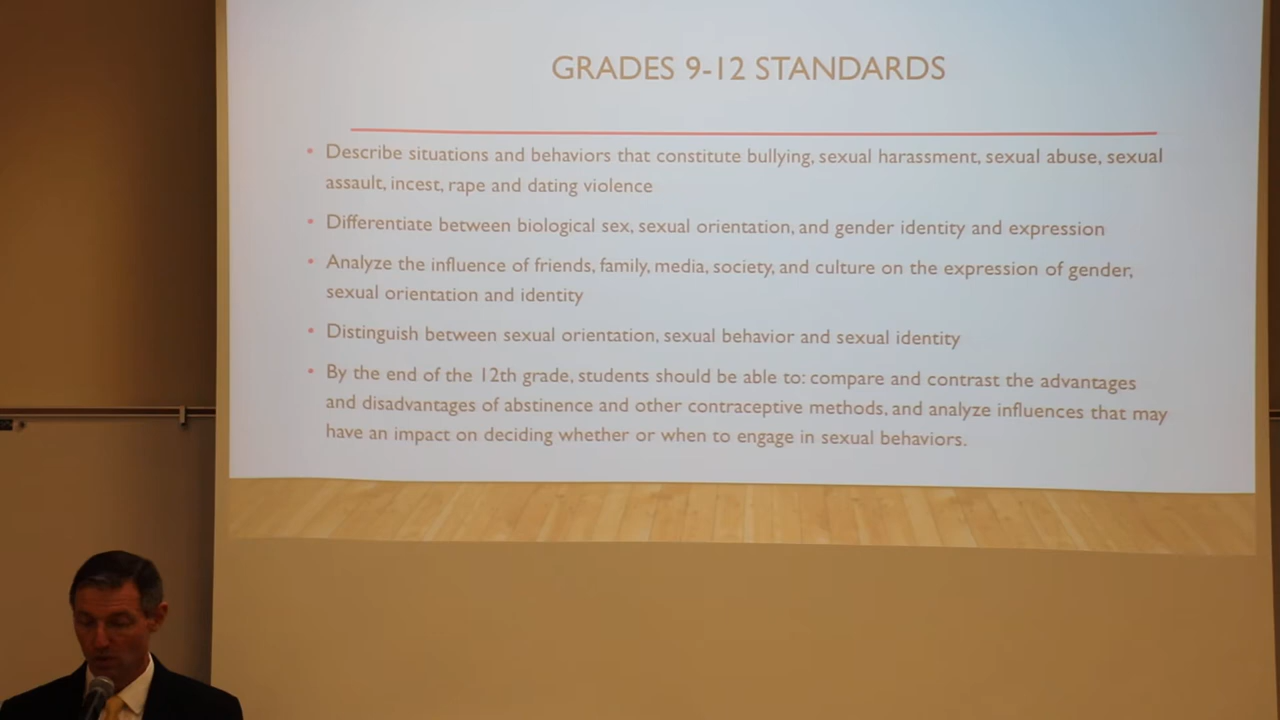 GRADES 9-12 STANDARDS
• Describe situations and behaviors that constitute bullying, sexual harassment, sexual abuse, sexual
assault, incest, rape and dating violence
• Differentiate between biological sex, sexual orientation, and gender identity and expression
• Analyze the influence of friends, family, media, society, and culture on the expression of gender,
sexual orientation and identity
• Distinguish between sexual orientation, sexual behavior and sexual identity
• By the end of the 12th grade, students should be able to: compare and contrast the advantages
and disadvantages of abstinence and other contraceptive methods, and analyze influences that may
have an impact on deciding whether or when to engage in sexual behaviors.